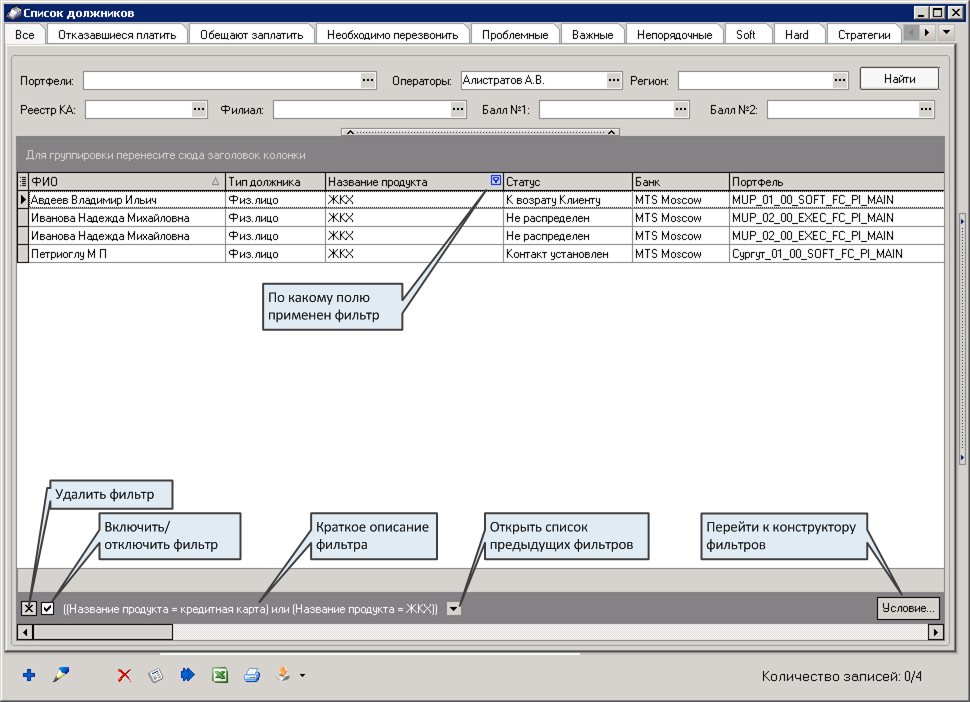 Список должников
Все Отказавшиеся платить Обещают заплатить Необходимо перезвонить Проблемные Важные Непорядочные Soft Hard Стратегии
Портфели: Операторы: Алистратов А.В. Регион: Найти
Реестр КА: Филиал: Балл №1: Балл №2:
Для группировки перенесите сюда заголовок колонки
ФИО Тип должника Название продукта Статус Банк Портфель
Авдеев Владимир Ильич Физ.лицо ЖКХ К возрату Клиенту MTS Moscow MUP_01_00_SOFT_FC_PI_MAIN
Иванова Надежда Михайловна Физ.лицо ЖКХ Не распределен MTS Moscow MUP_02_00_EXEC_FC_PI_MAIN
Иванова Надежда Михайловна Физ.лицо ЖКХ Не распределен MTS Moscow MUP_02_00_EXEC_FC_PI_MAIN
Петриоглу М П Физ.лицо ЖКХ Контакт установлен MTS Moscow Сургут_01_00_SOFT_FC_PI_MAIN
По какому полю
применен фильтр
Удалить фильтр
Включить/
отключить фильтр
Краткое описание
фильтра
Открыть список
предыдущих фильтров
Перейти к конструктору
фильтров
((Название продукта = кредитная карта) или (Название продукта = ЖКХ)) Условие...
Количество записей: 0/4